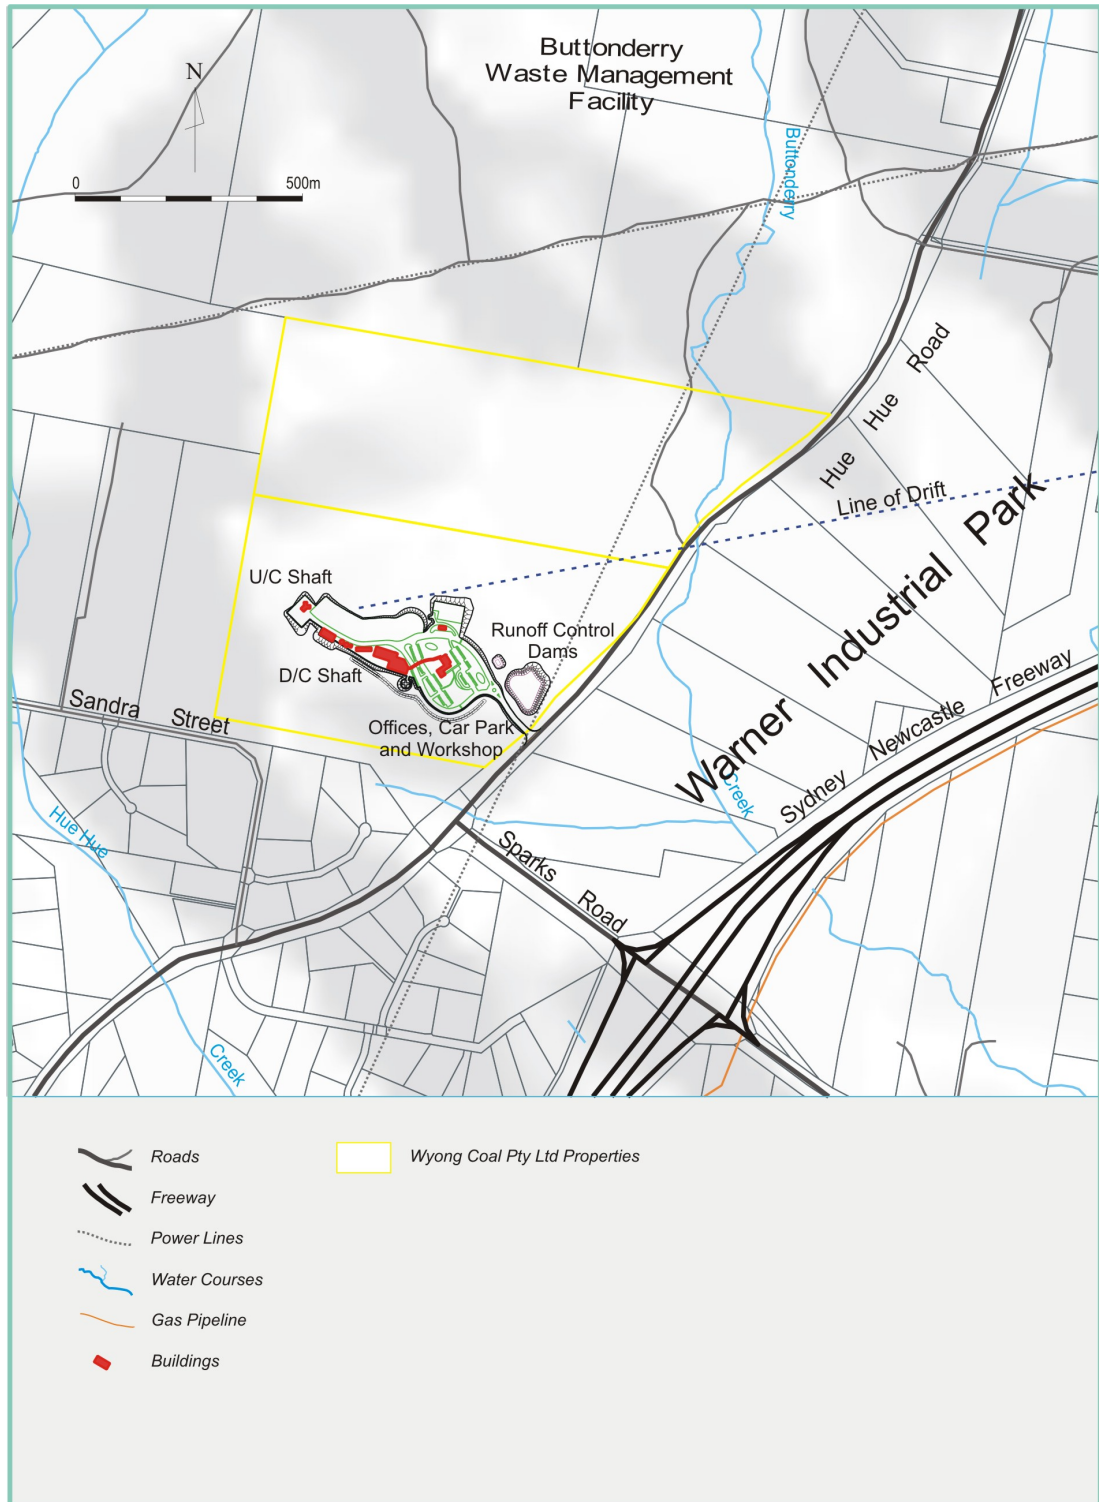 Buttonderry
Waste Management
Facility
N
0 500m
Buttonderry
Hue Hue Road
Line of Drift
Warner Industrial Park
U/C Shaft
D/C Shaft
Runoff Control
Dams
Offices, Car Park
and Workshop
Sandra Street
Sydney Newcastle Freeway
Creek
Hue Hue
Sparks Road
Creek
Roads
Freeway
Power Lines
Water Courses
Gas Pipeline
Buildings
Wyong Coal Pty Ltd Properties